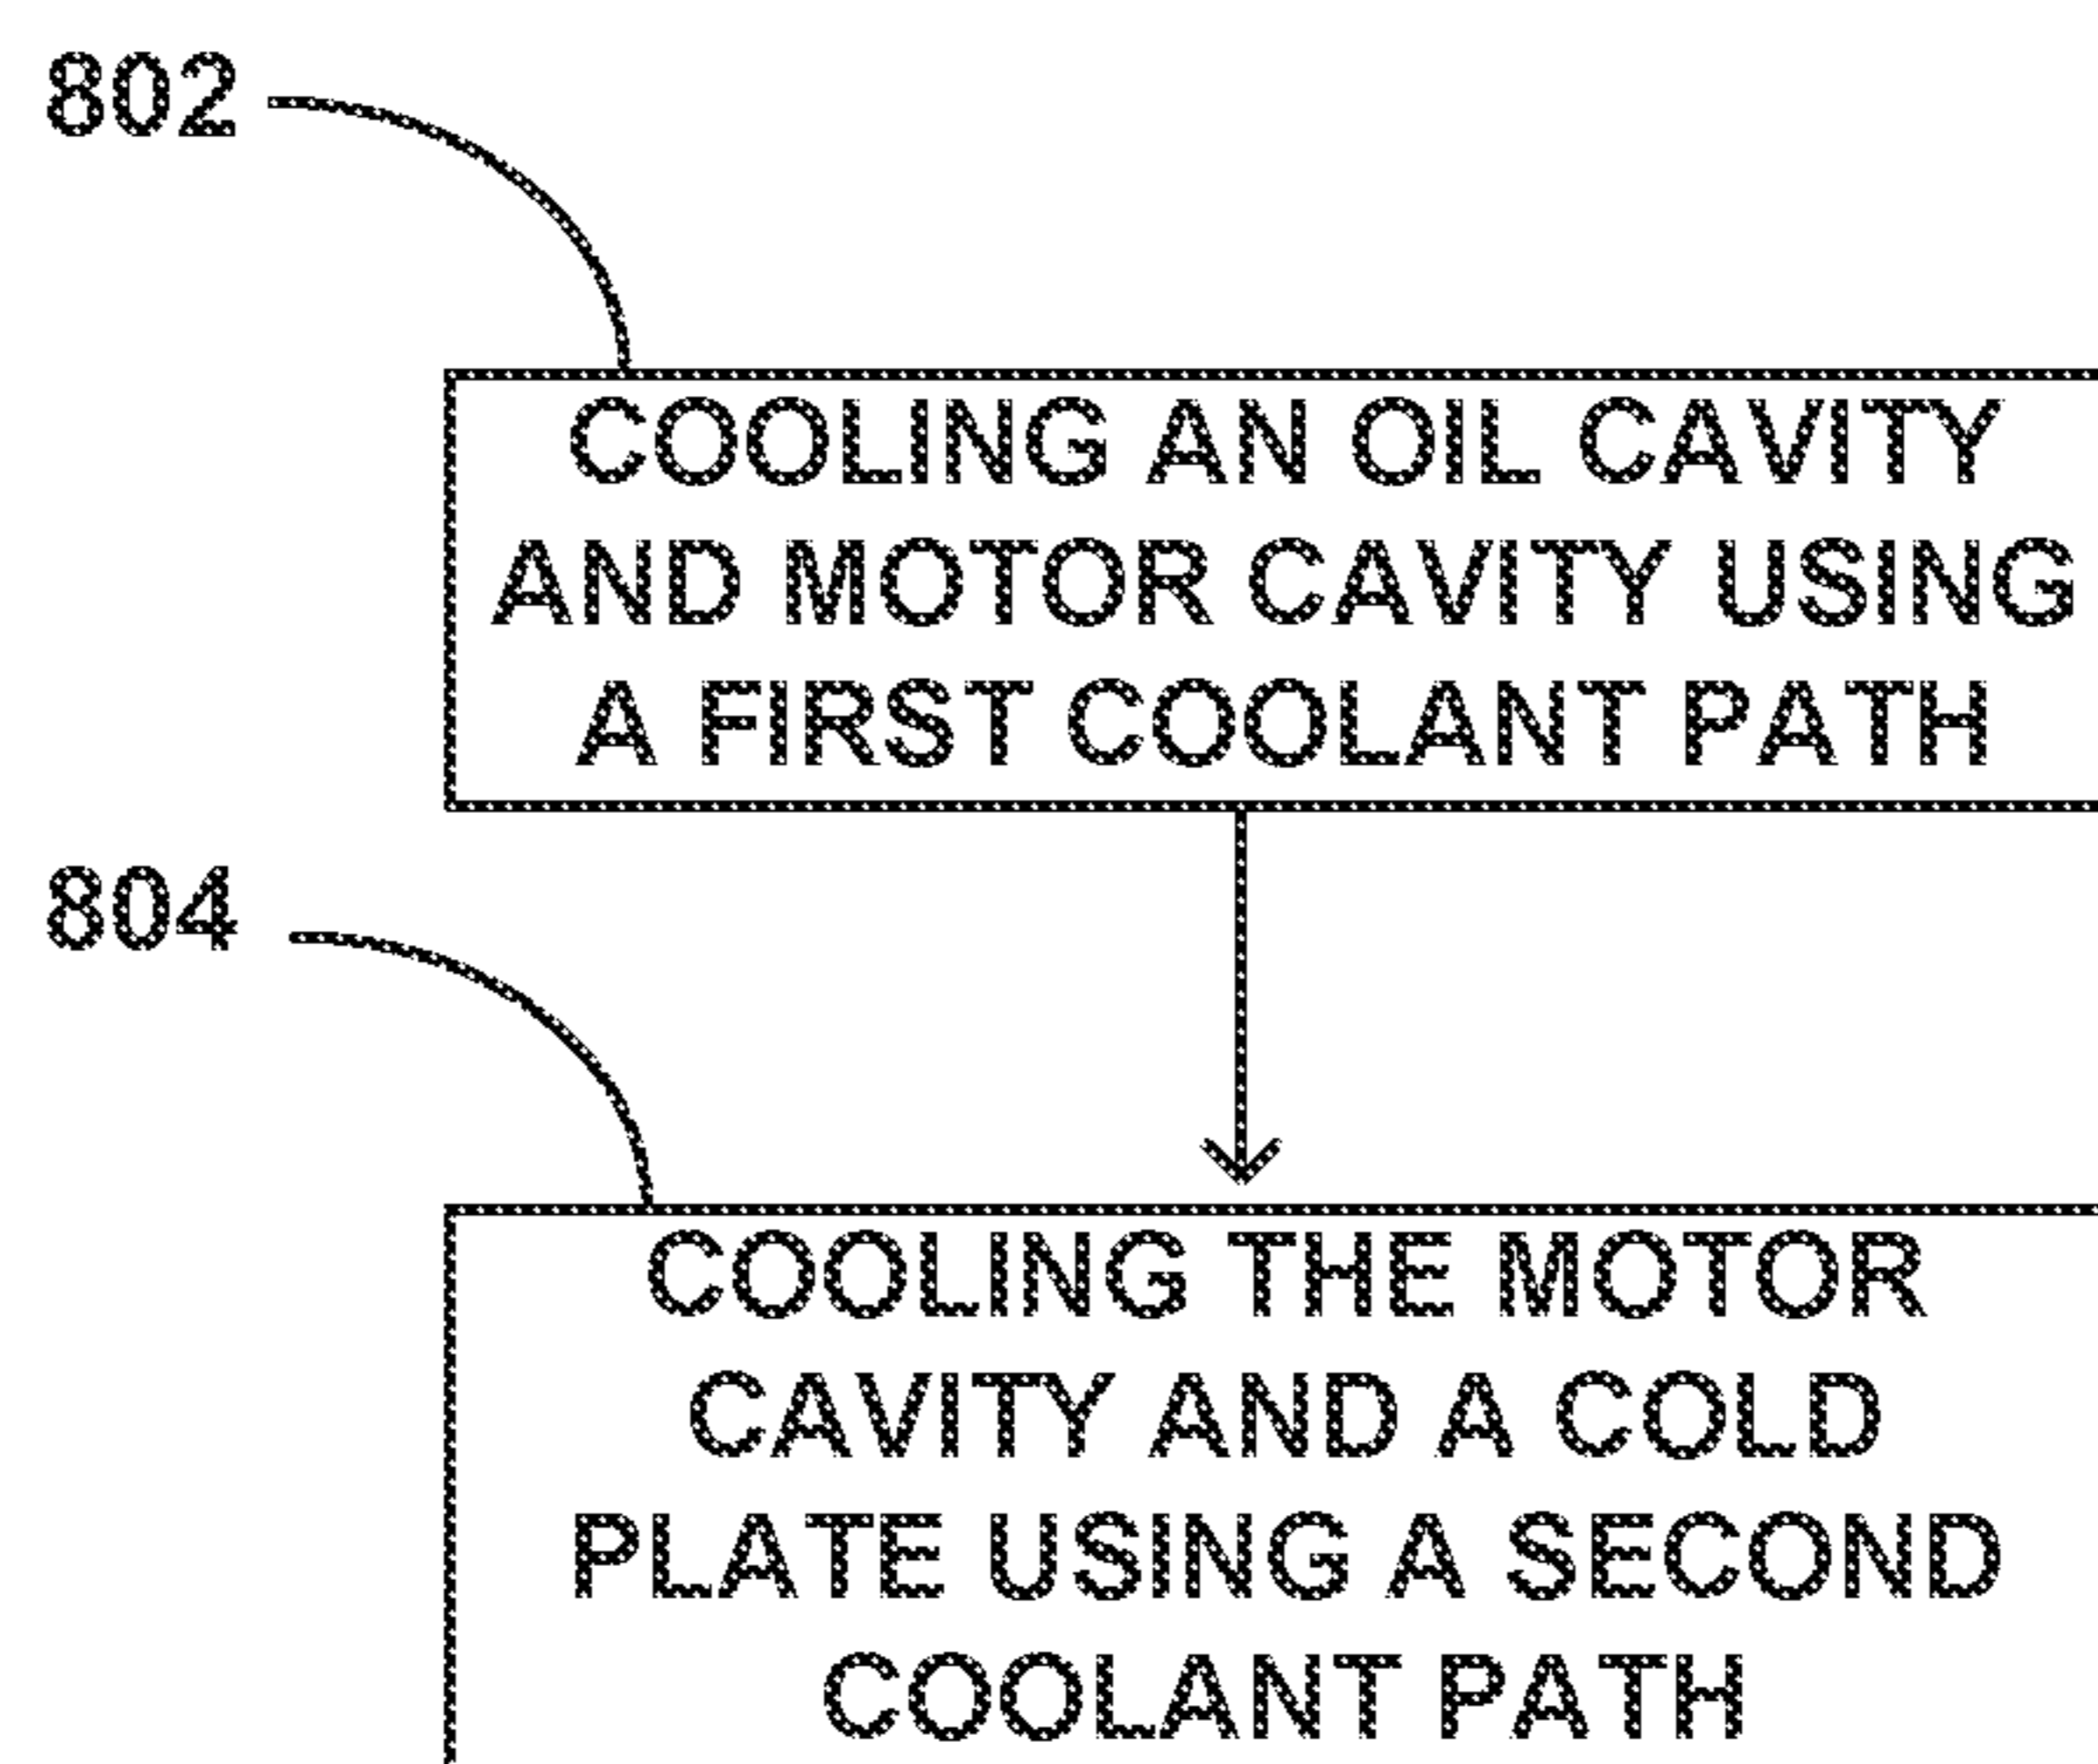 802
COOLING AN OIL CAVITY
AND MOTOR CAVITY USING
A FIRST COOLANT PATH
804
COOLING THE MOTOR
CAVITY AND A COLD
PLATE USING A SECOND
COOLANT PATH